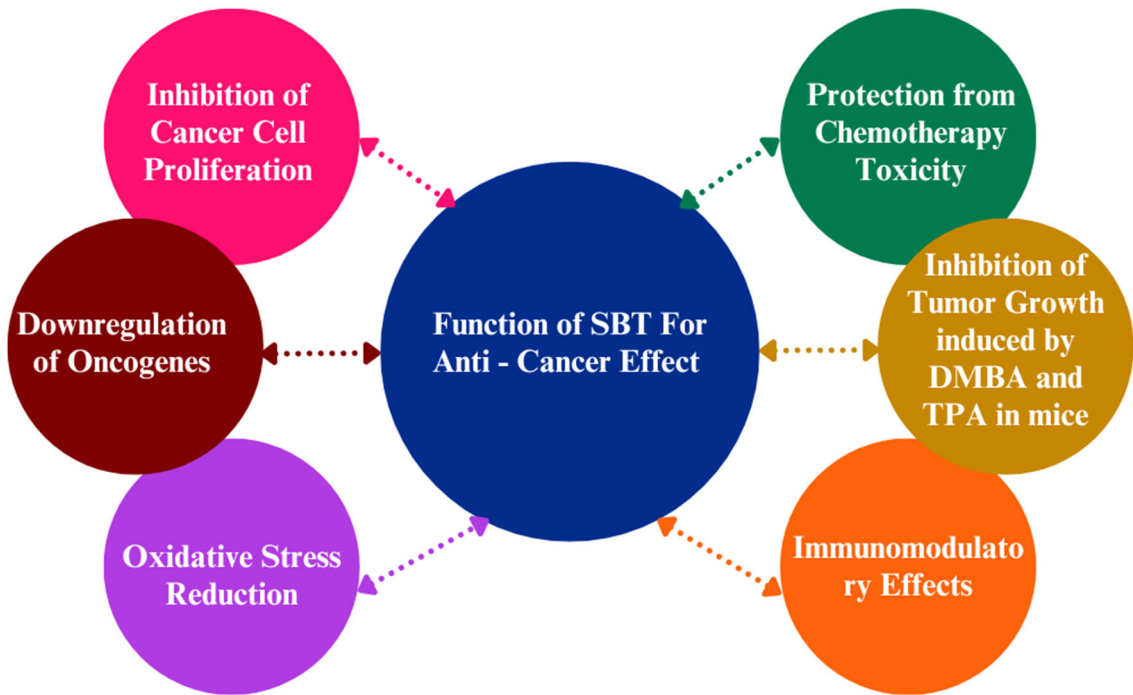 Inhibition of
Cancer Cell
Proliferation
Protection from
Chemotherapy
Toxicity
Downregulation
of Oncogenes
Function of SBT For
Anti - Cancer Effect
Inhibition of
Tumor Growth
induced by
DMBA and
TPA in mice
Oxidative Stress
Reduction
Immunomodulato
ry Effects